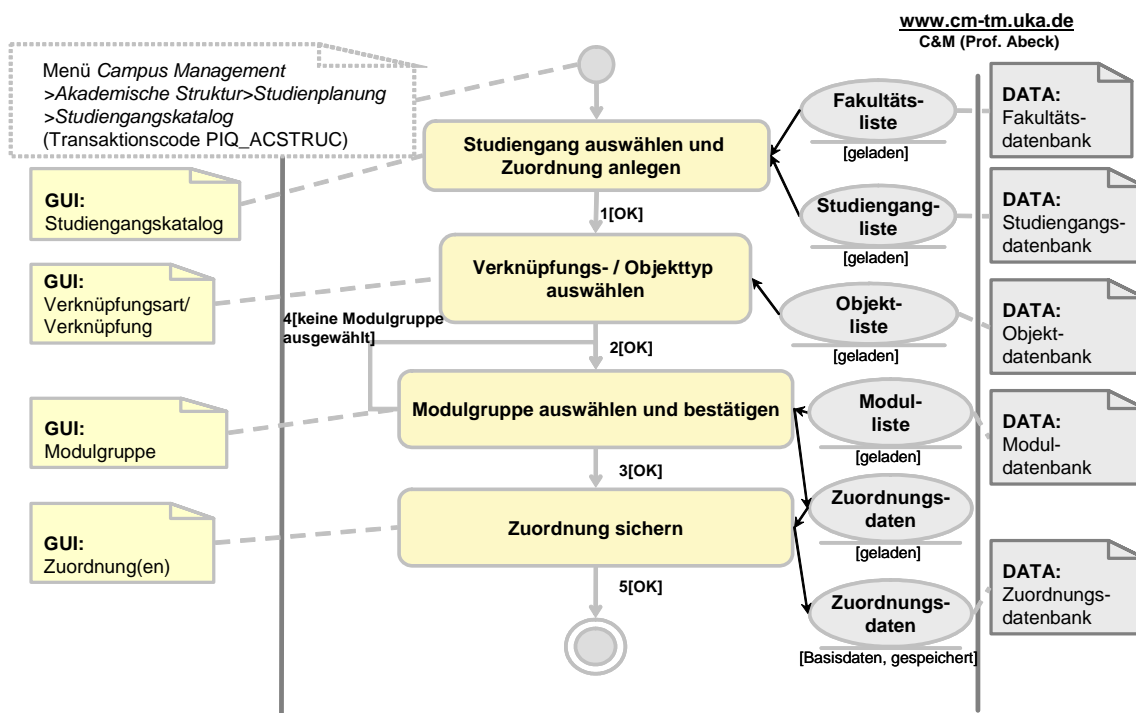 www.cm-tm.uka.de
C&M (Prof. Abeck)
Menü Campus Management
>Akademische Struktur>Studienplanung
>Studiengangskatalog
(Transaktionscode PIQ_ACSTRUC)
Studiengang auswählen und
Zuordnung anlegen
Fakultäts-
liste
[geladen]
DATA:
Fakultäts-
datenbank
GUI:
Studiengangskatalog
1[OK]
Studiengang-
liste
[geladen]
DATA:
Studiengangs-
datenbank
GUI:
Verknüpfungsart/
Verknüpfung
Verknüpfungs- / Objekttyp
auswählen
Objekt-
liste
[geladen]
DATA:
Objekt-
datenbank
4[keine Modulgruppe
ausgewählt]
2[OK]
GUI:
Modulgruppe
Modulgruppe auswählen und bestätigen
Modul-
liste
[geladen]
DATA:
Modul-
datenbank
3[OK]
GUI:
Zuordnung(en)
Zuordnung sichern
Zuordnungs-
daten
[geladen]
5[OK]
Zuordnungs-
daten
[Basisdaten, gespeichert]
DATA:
Zuordnungs-
datenbank